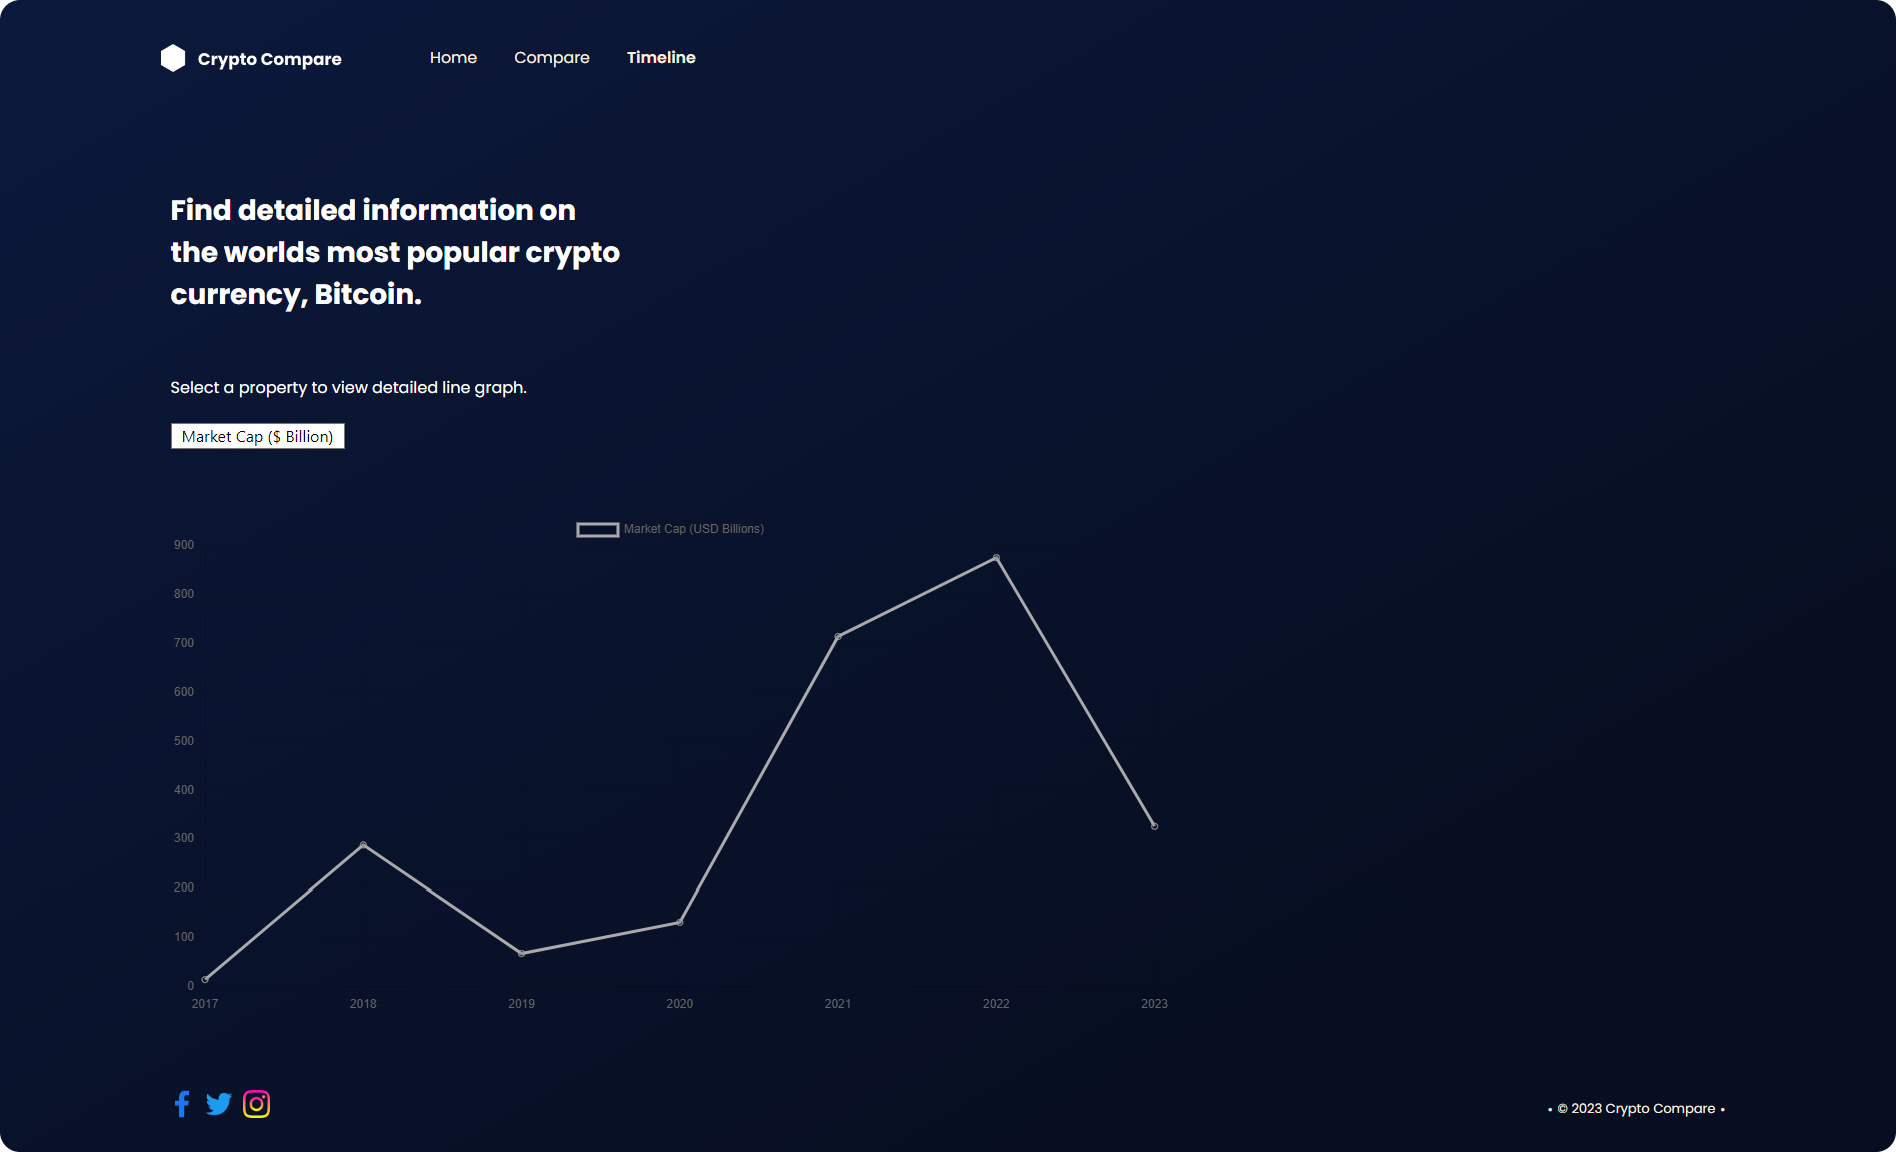 Crypto Compare
Home
Compare
Timeline
Find detailed information on
the worlds most popular crypto
currency, Bitcoin.
Select a property to view detailed line graph.
Market Cap ($ Billion)
Market Cap (USD Billions)
900
800
700
600
500
400
300
200
100
0
2017
2018
2019
2020
2021
2022
2023
• © 2023 Crypto Compare •